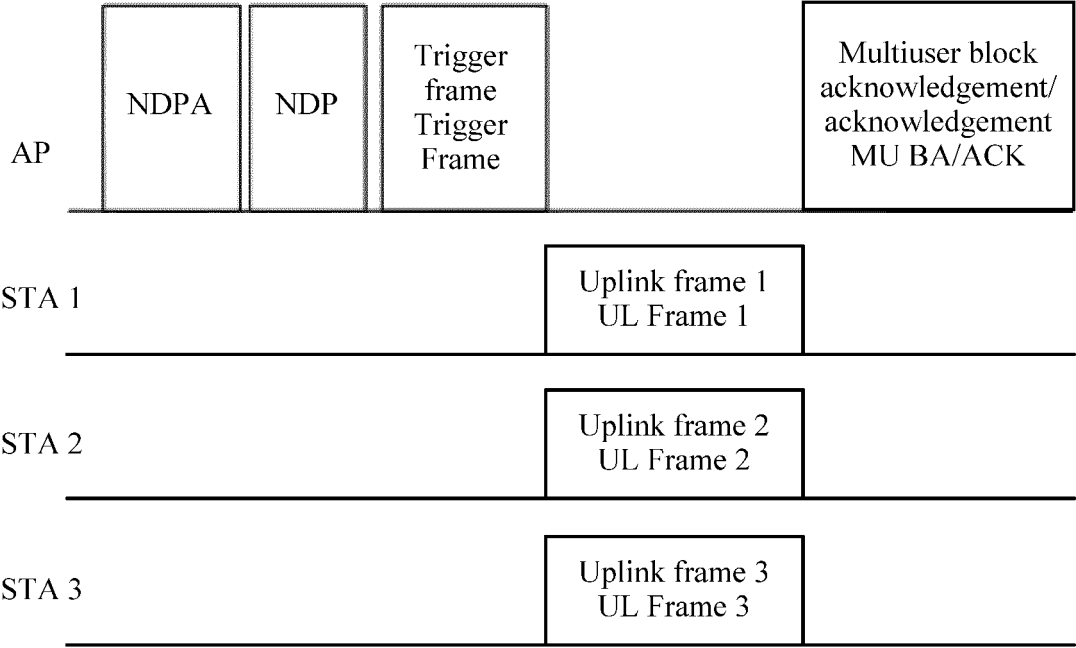 AP
NDPA
NDP
Trigger
frame
Trigger
Frame
Multiuser block
acknowledgement/
acknowledgement
MU BA/ACK
STA 1
Uplink frame 1
UL Frame 1
STA 2
Uplink frame 2
UL Frame 2
STA 3
Uplink frame 3
UL Frame 3